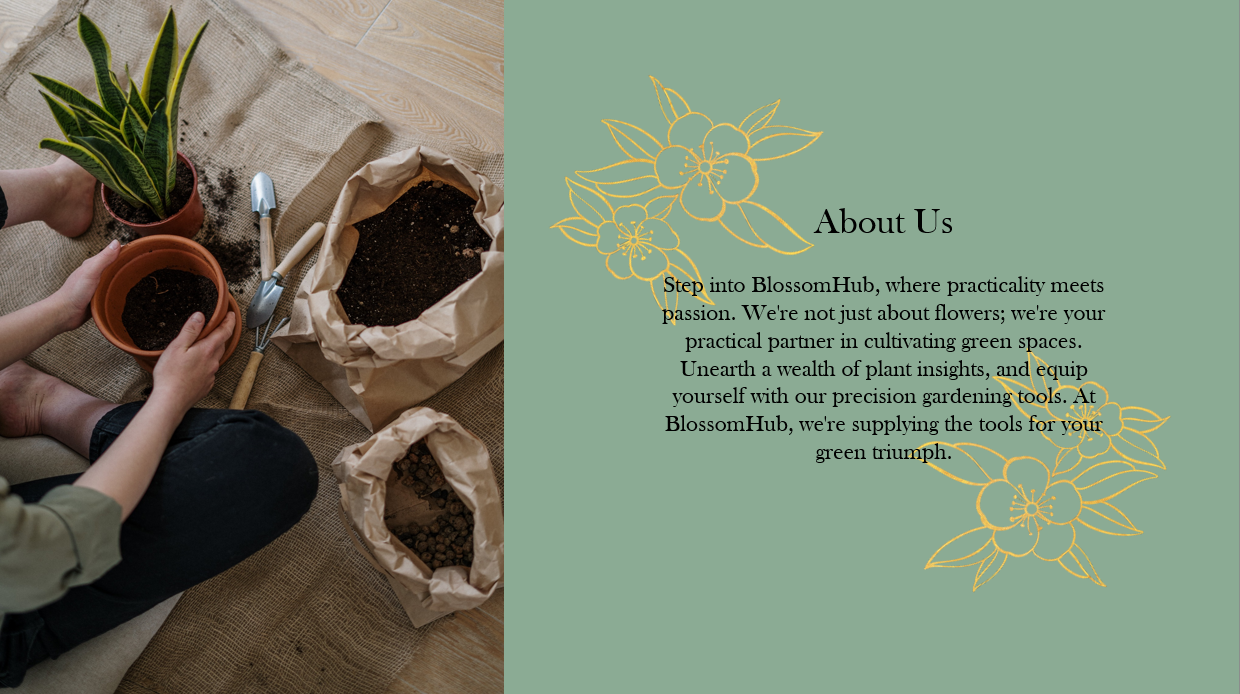 About Us
Step into BlossomHub, where practicality meets
passion. We're not just about flowers; we're your
practical partner in cultivating green spaces.
Unearth a wealth of plant insights, and equip
yourself with our precision gardening tools. At
BlossomHub, we're supplying the tools for your
green triumph.